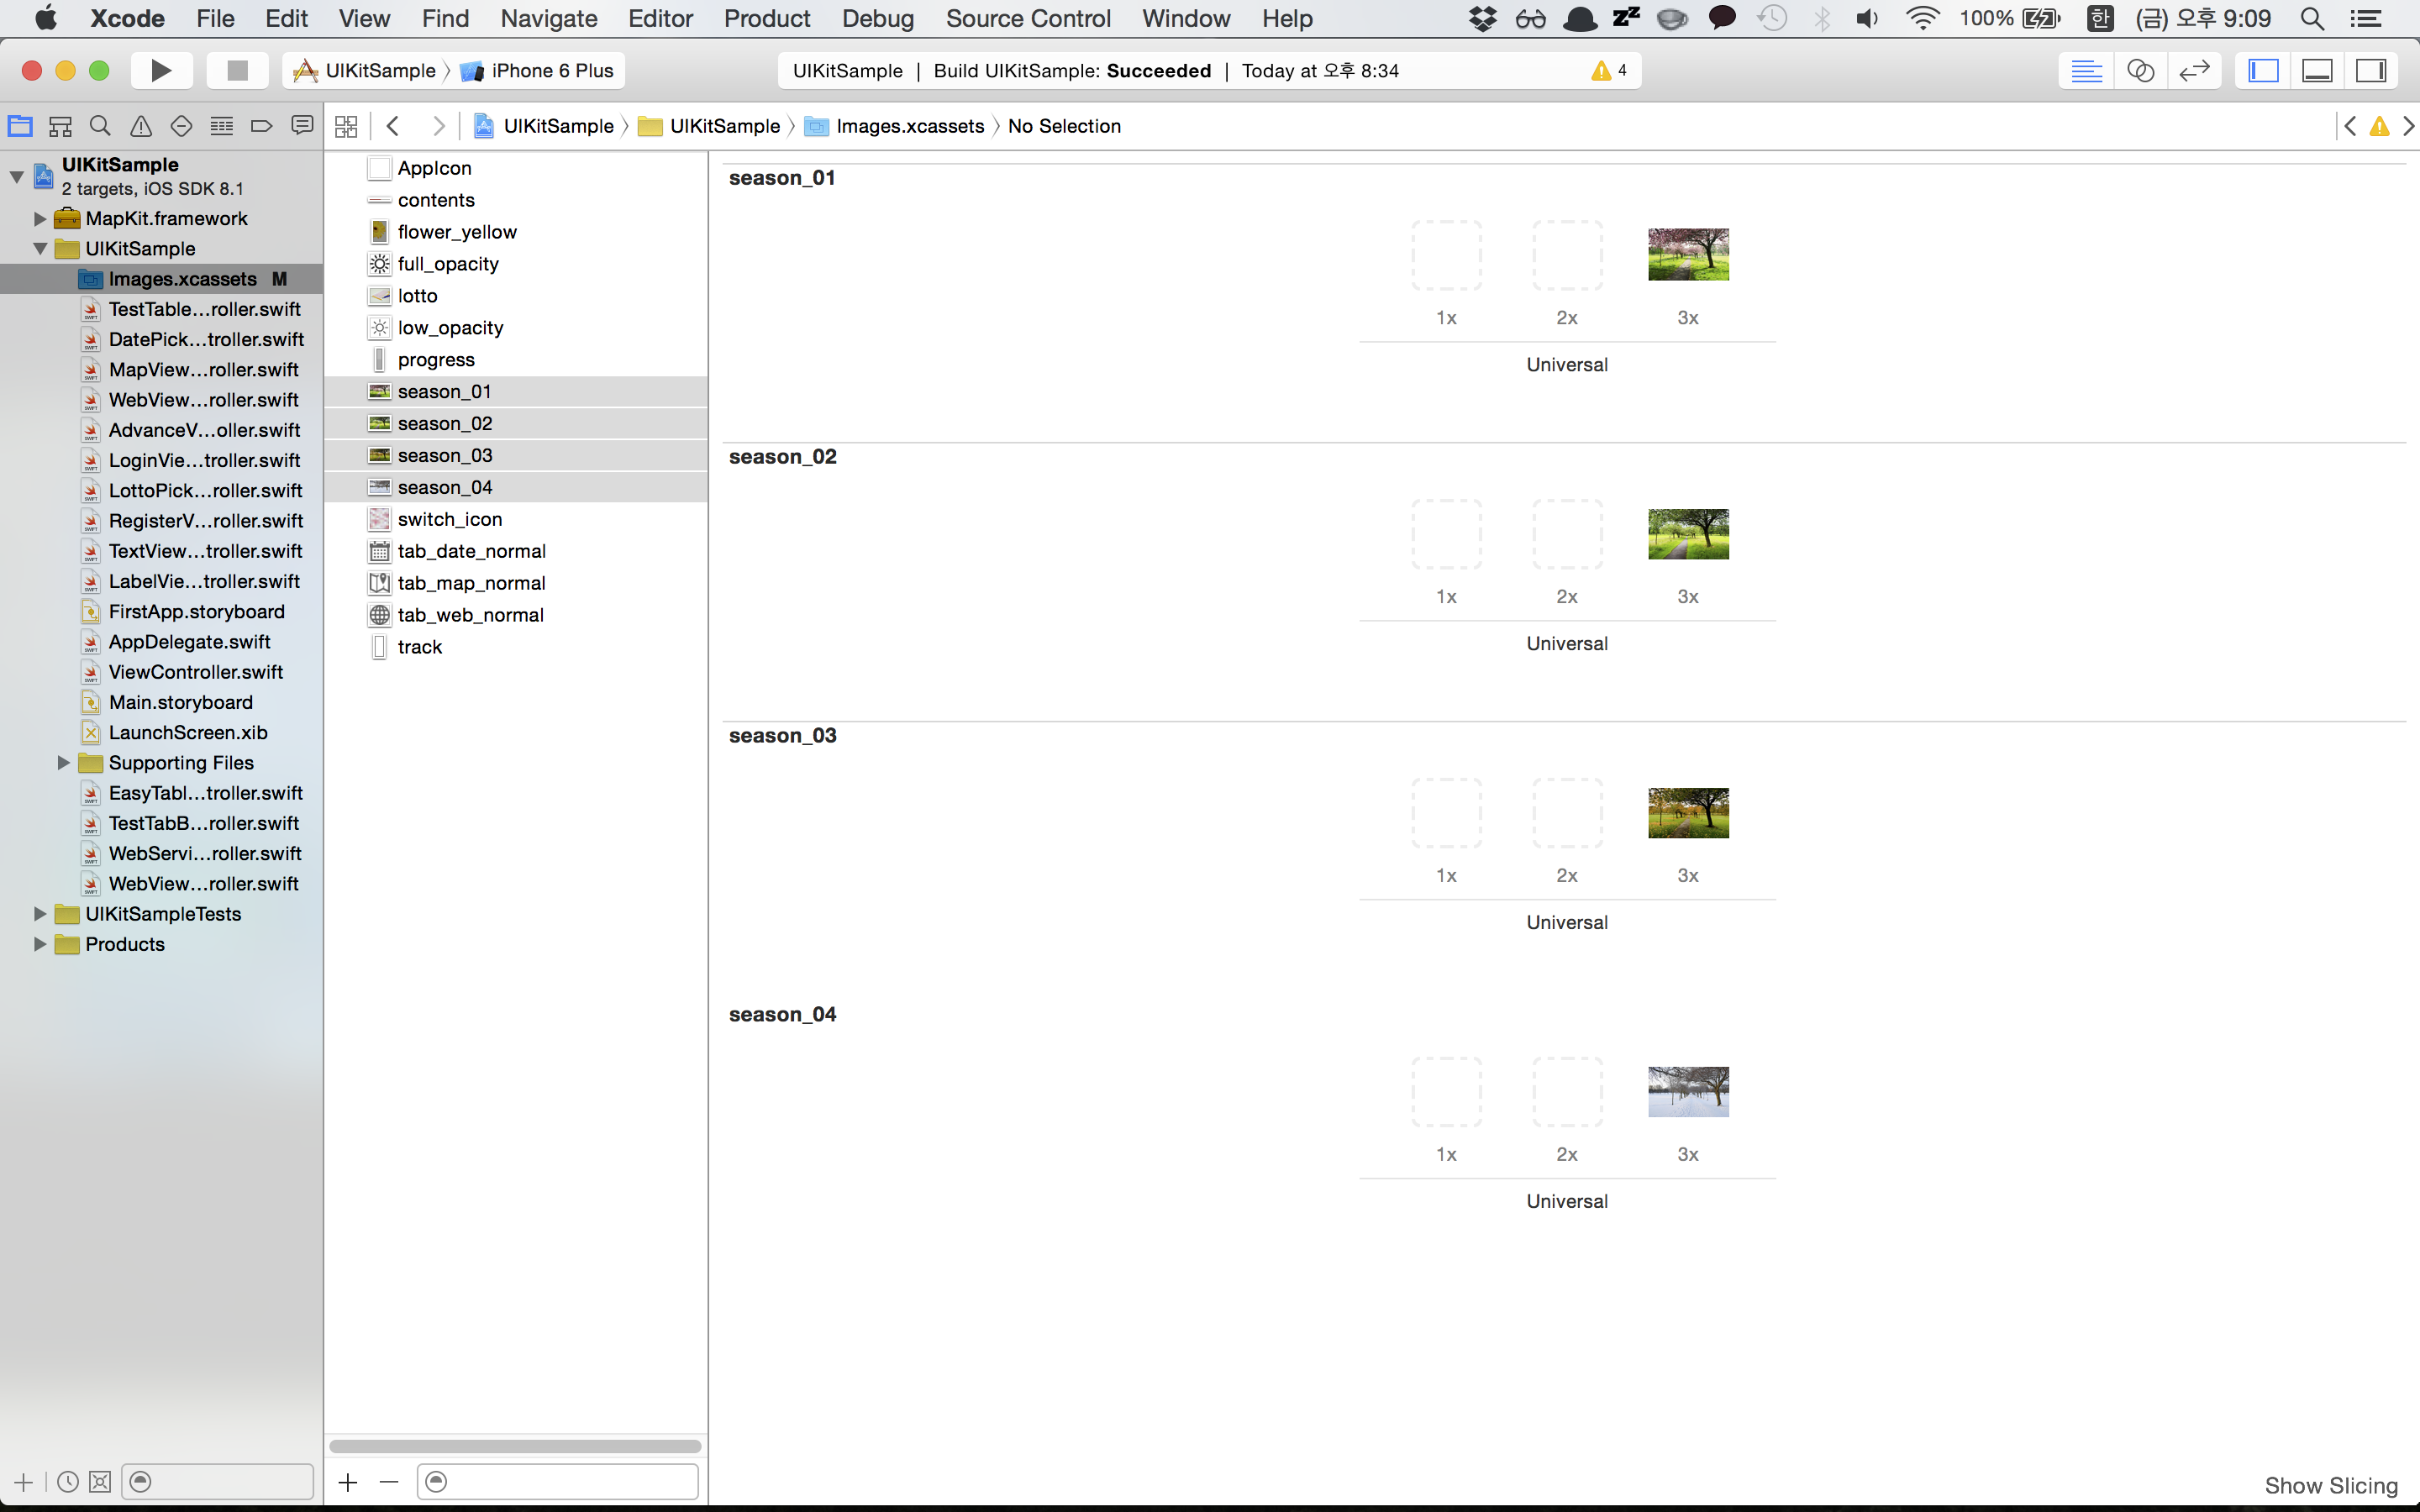 Xcode File Edit View Find Navigate Editor Product Debug Source Control Window Help zZ 100% 한 (금) 오후 9:09
UIKitSample iPhone 6 Plus UIKitSample | Build UIKitSample: Succeeded | Today at 오후 8:34 4
UIKitSample UIKitSample Images.xcassets No Selection
UIKitSample
2 targets, iOS SDK 8.1
MapKit.framework
UIKitSample
Images.xcassets M
TestTable...roller.swift
DatePick...troller.swift
MapView...roller.swift
WebView...roller.swift
AdvanceV...oller.swift
LoginVie...troller.swift
LottoPick...roller.swift
RegisterV...roller.swift
TextView...troller.swift
LabelVie...troller.swift
FirstApp.storyboard
AppDelegate.swift
ViewController.swift
Main.storyboard
LaunchScreen.xib
Supporting Files
EasyTabl...troller.swift
TestTabB...roller.swift
WebServi...roller.swift
WebView...roller.swift
UIKitSampleTests
Products
AppIcon
contents
flower_yellow
full_opacity
lotto
low_opacity
progress
season_01
season_02
season_03
season_04
switch_icon
tab_date_normal
tab_map_normal
tab_web_normal
track
season_01
1x 2x 3x
Universal
season_02
1x 2x 3x
Universal
season_03
1x 2x 3x
Universal
season_04
1x 2x 3x
Universal
Show Slicing